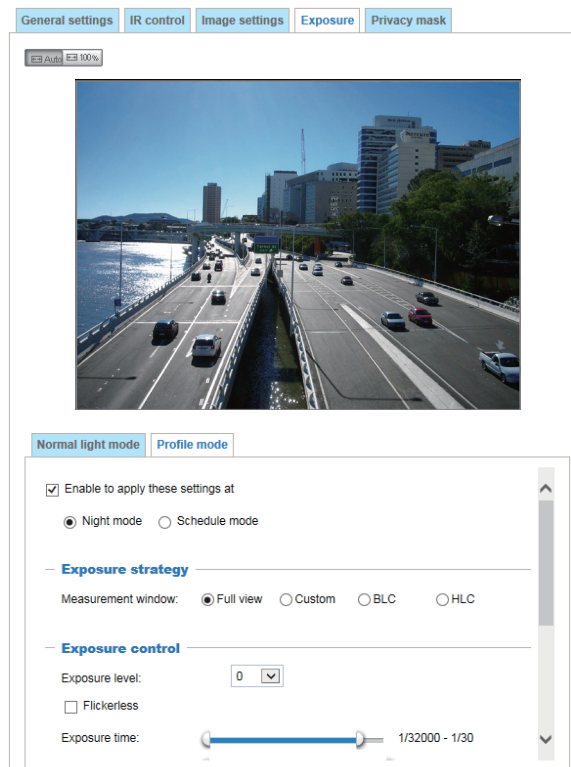 General settings IR control Image settings Exposure Privacy mask
Auto 100%
Normal light mode Profile mode
Enable to apply these settings at
Night mode Schedule mode
Exposure strategy
Measurement window: Full view Custom BLC HLC
Exposure control
Exposure level: 0
Flickerless
Exposure time: 1/32000 - 1/30